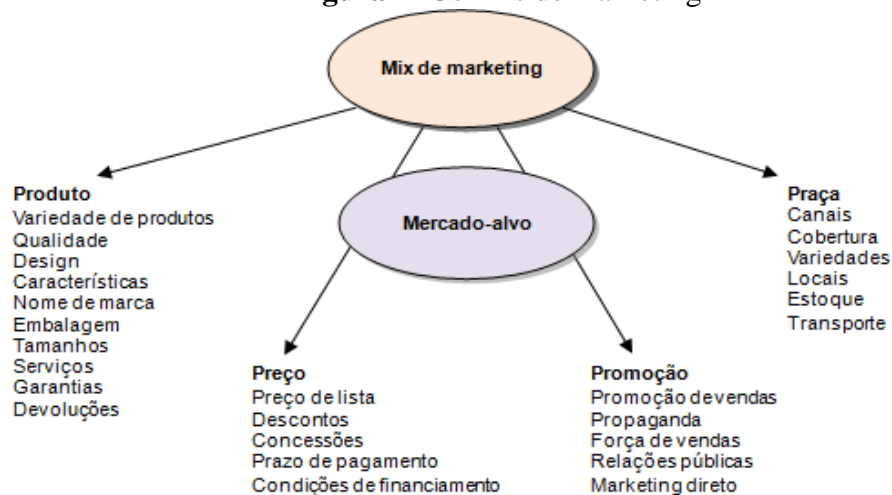 Mix de marketing
Mercado-alvo
Produto
Variedade de produtos
Qualidade
Design
Características
Nome de marca
Embalagem
Tamanhos
Serviços
Garantias
Devoluções
Preço
Preço de lista
Descontos
Concessões
Prazo de pagamento
Condições de financiamento
Promoção
Promoção de vendas
Propaganda
Força de vendas
Relações públicas
Marketing direto
Praça
Canais
Cobertura
Variedades
Locais
Estoque
Transporte